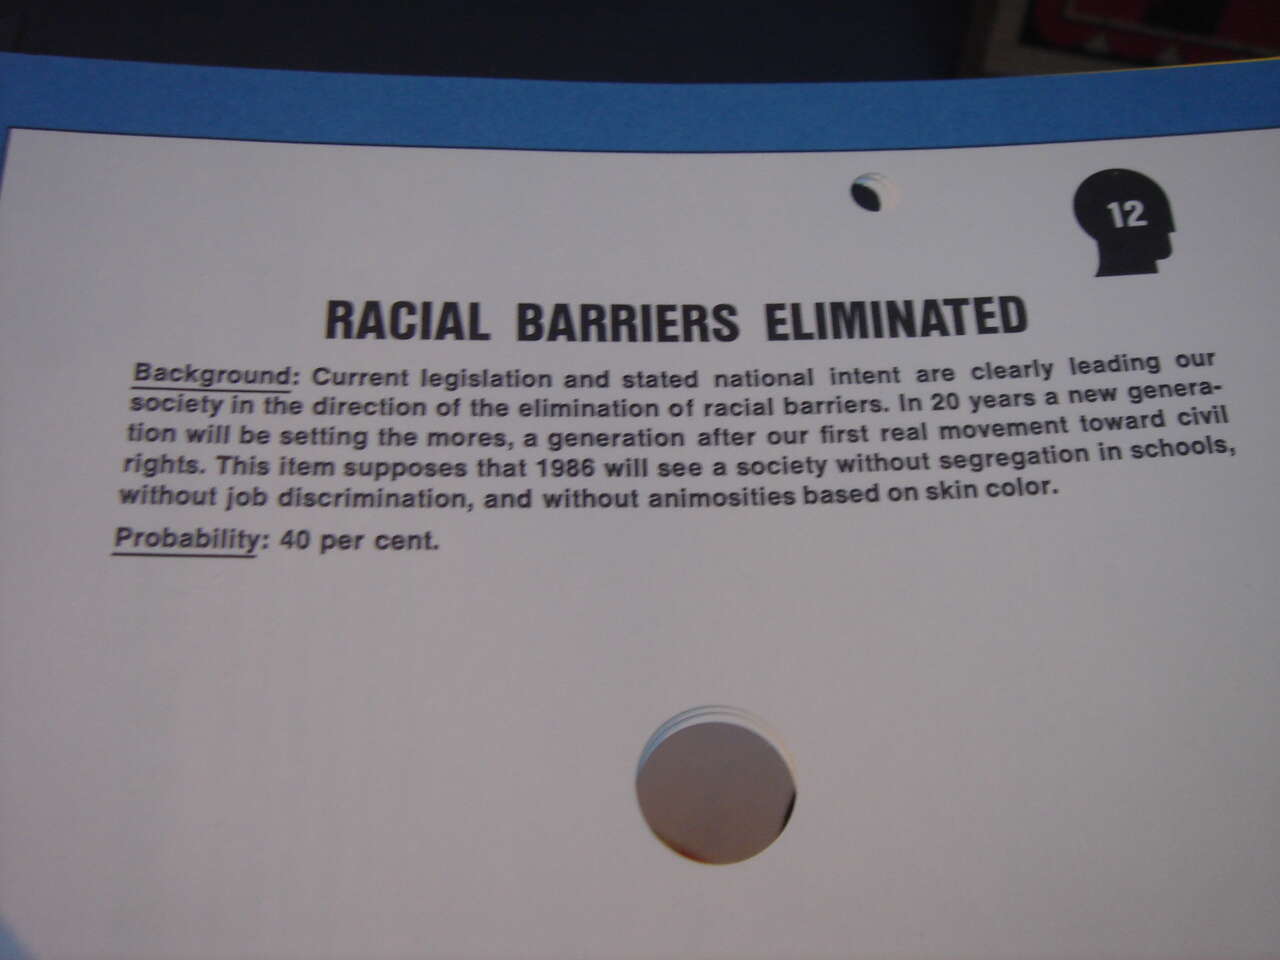 12
RACIAL BARRIERS ELIMINATED
Background: Current legislation and stated national intent are clearly leading our
society in the direction of the elimination of racial barriers. In 20 years a new genera-
tion will be setting the mores, a generation after our first real movement toward civil
rights. This item supposes that 1986 will see a society without segregation in schools,
without job discrimination, and without animosities based on skin color.
Probability: 40 per cent.